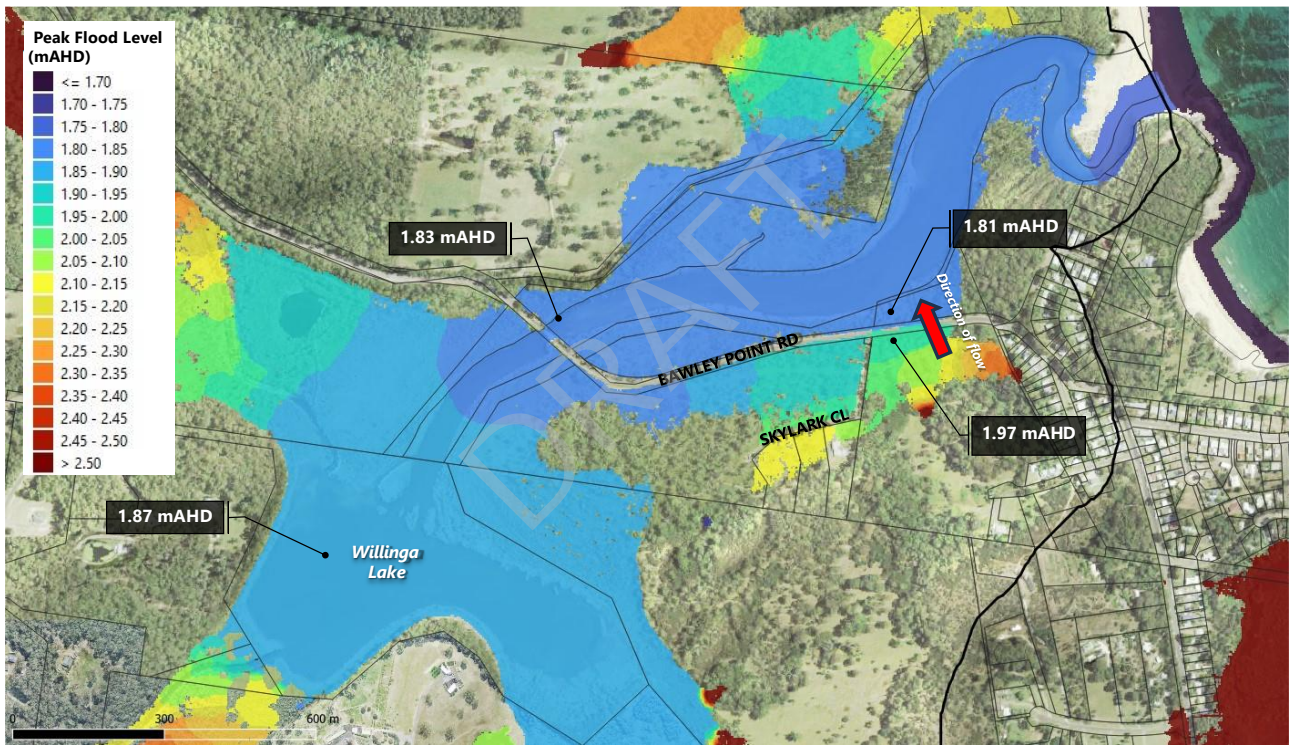 Peak Flood Level
(mAHD)
<= 1.70
1.70 - 1.75
1.75 - 1.80
1.80 - 1.85
1.85 - 1.90
1.90 - 1.95
1.95 - 2.00
2.00 - 2.05
2.05 - 2.10
2.10 - 2.15
2.15 - 2.20
2.20 - 2.25
2.25 - 2.30
2.30 - 2.35
2.35 - 2.40
2.40 - 2.45
2.45 - 2.50
> 2.50
1.83 mAHD
1.81 mAHD
Direction of flow
BAWLEY POINT RD
SKYLARK CL
1.97 mAHD
1.87 mAHD
Willinga
Lake
DRAFT
0 300 600 m